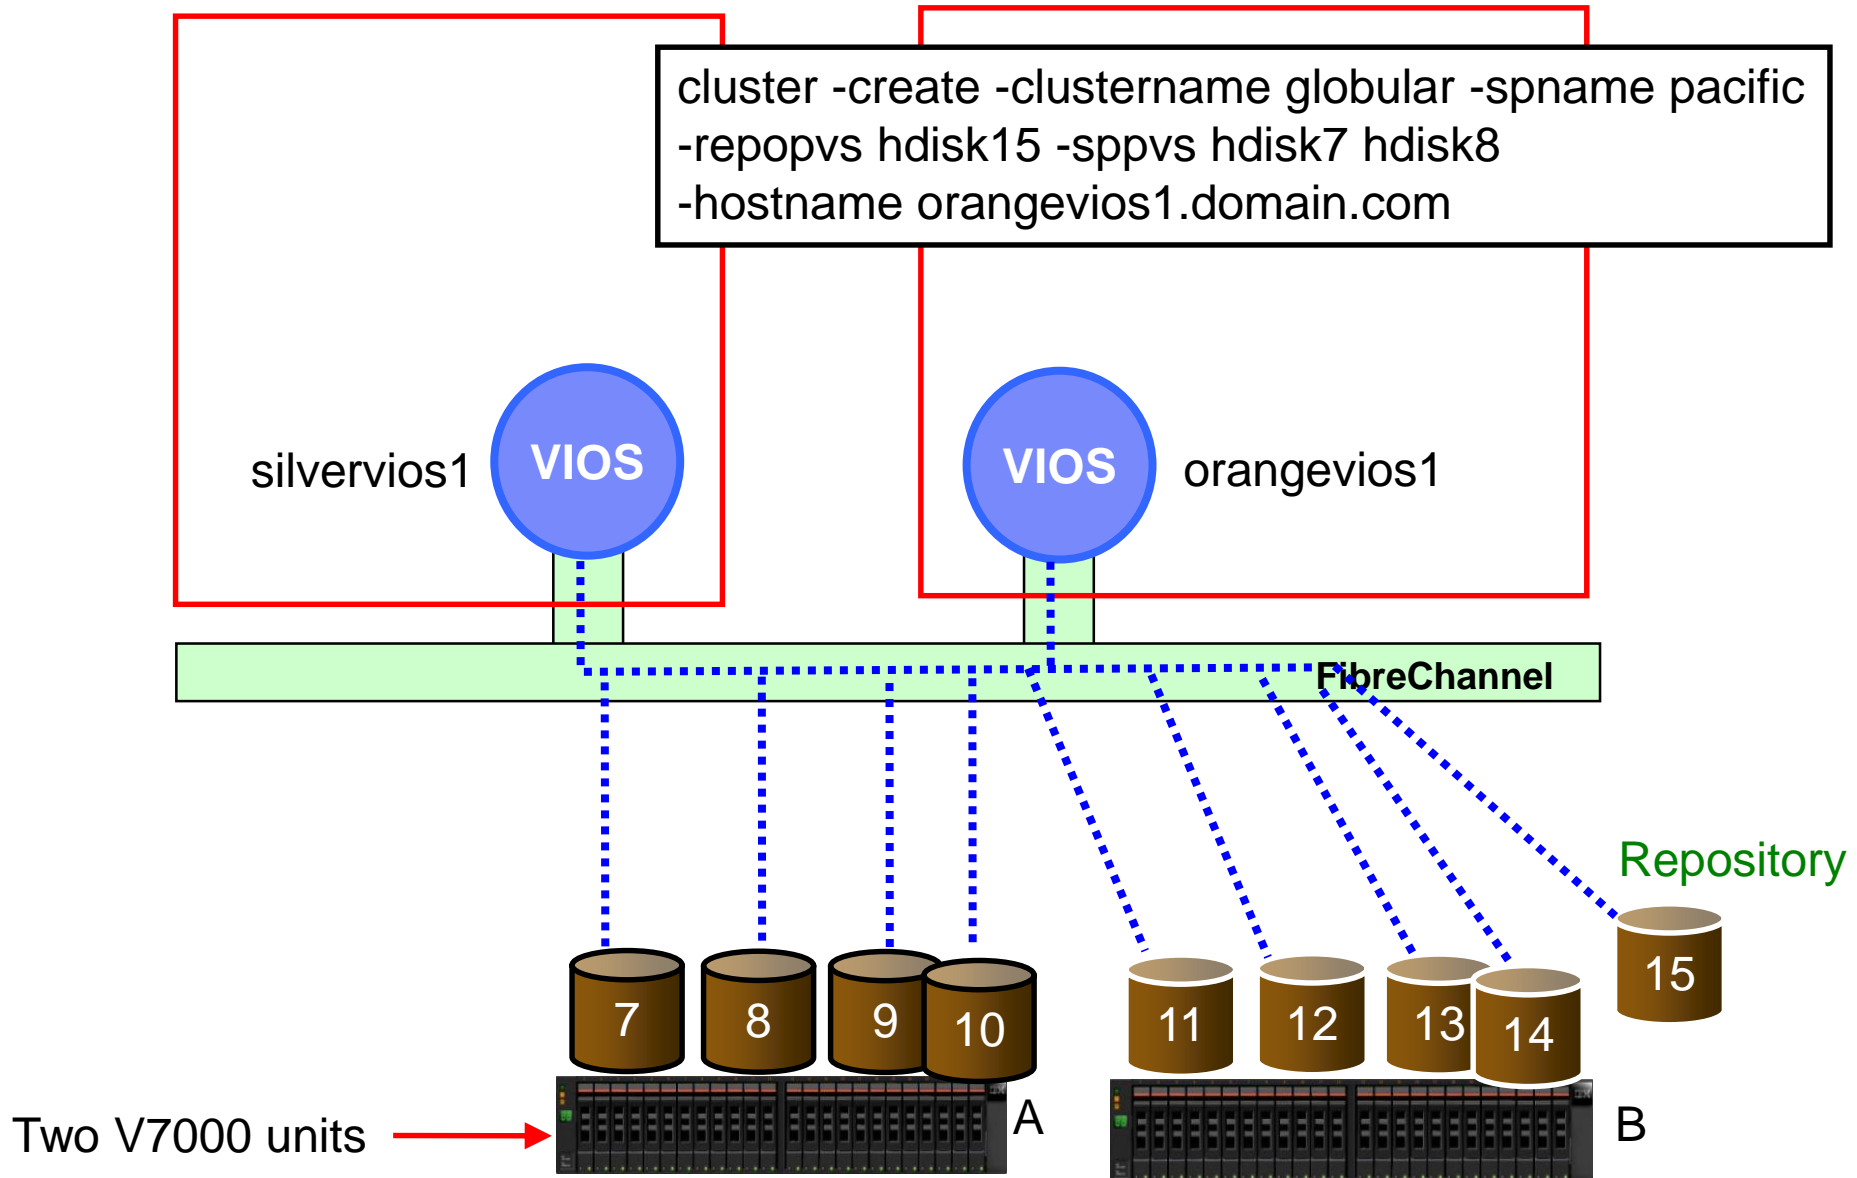 cluster -create -clustername globular -spname pacific
-repopvs hdisk15 -sppvs hdisk7 hdisk8
-hostname orangevios1.domain.com
silvervios1
VIOS
VIOS
orangevios1
FibreChannel
Repository
7
8
9
10
11
12
13
14
15
Two V7000 units
A
B